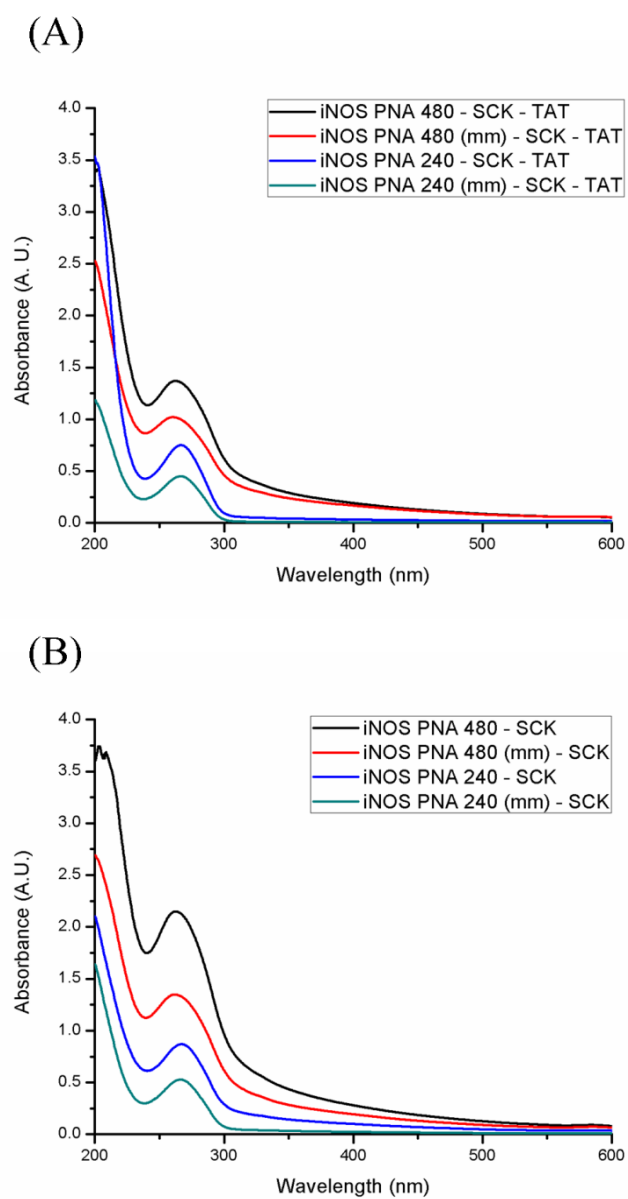 (A)
4.0
3.5
3.0
2.5
2.0
1.5
1.0
0.5
0.0
Absorbance (A. U.)
iNOS PNA 480 - SCK - TAT
iNOS PNA 480 (mm) - SCK - TAT
iNOS PNA 240 - SCK - TAT
iNOS PNA 240 (mm) - SCK - TAT
200 300 400 500 600
Wavelength (nm)
(B)
4.0
3.5
3.0
2.5
2.0
1.5
1.0
0.5
0.0
Absorbance (A.U.)
iNOS PNA 480 - SCK
iNOS PNA 480 (mm) - SCK
iNOS PNA 240 - SCK
iNOS PNA 240 (mm) - SCK
200 300 400 500 600
Wavelength (nm)